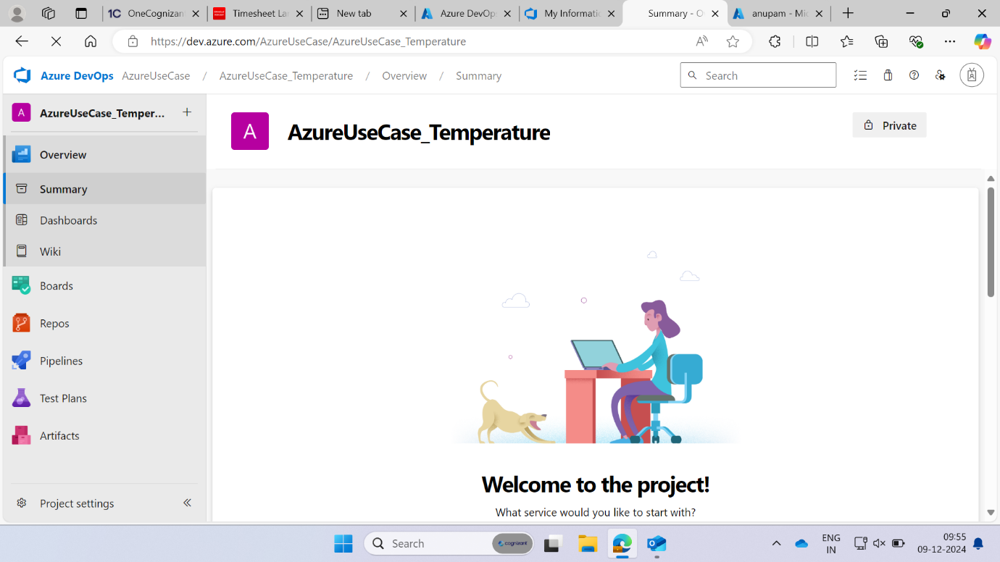 OneCognizan
Timesheet La
New tab
Azure DevOp
My Informatic
Summary - O
anupam - Mic
https://dev.azure.com/AzureUseCase/AzureUseCase_Temperature
Azure DevOps AzureUseCase / AzureUseCase_Temperature / Overview / Summary
Search
A AzureUseCase_Temper... +
A AzureUseCase_Temperature
Private
Overview
Summary
Dashboards
Wiki
Boards
Repos
Pipelines
Test Plans
Artifacts
Project settings
Welcome to the project!
What service would you like to start with?
Search
cognizant
ENG
IN
09:55
09-12-2024